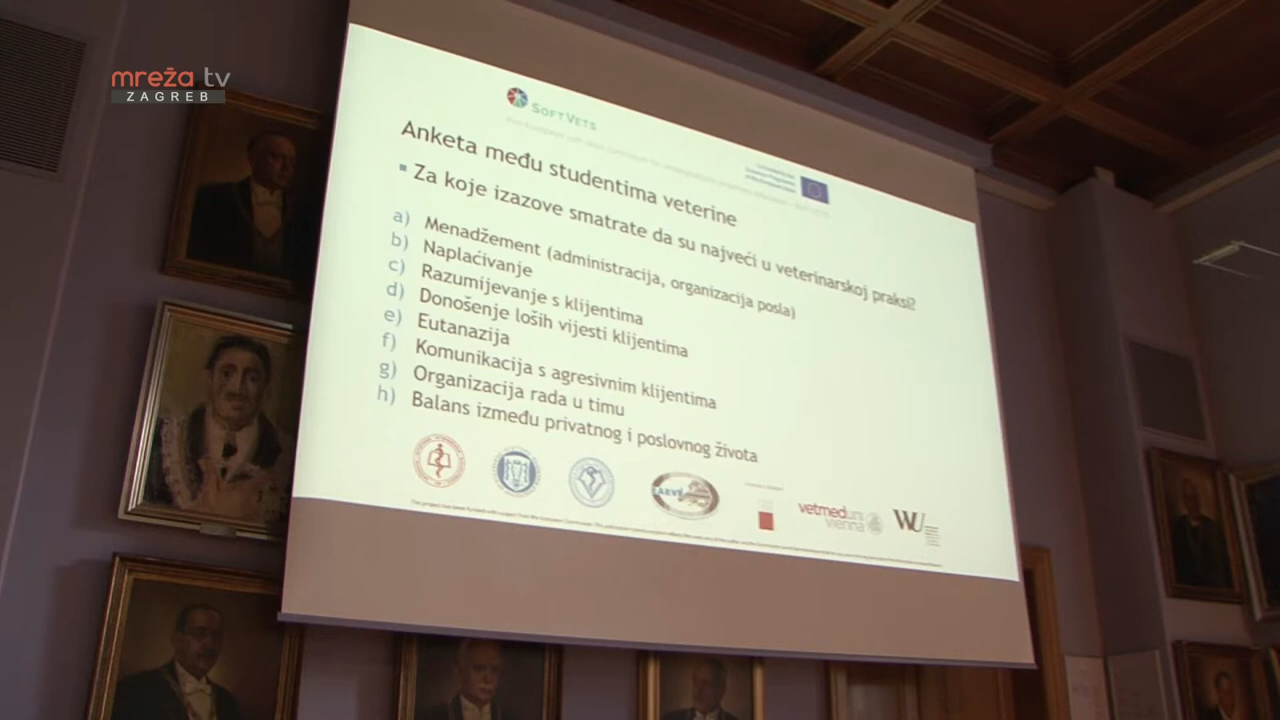 mreža tv
ZAGREB
SOFTVETS
Anketa među studentima veterine
Za koje izazove smatrate da su najveći u veterinarskoj praksi?
a) Menadžement (administracija, organizacija posla)
b) Naplaćivanje
c) Razumijevanje s klijentima
d) Donošenje loših vijesti klijentima
e) Eutanazija
f) Komunikacija s agresivnim klijentima
g) Organizacija rada u timu
h) Balans između privatnog i poslovnog života
vetmeduni
vienna
WU